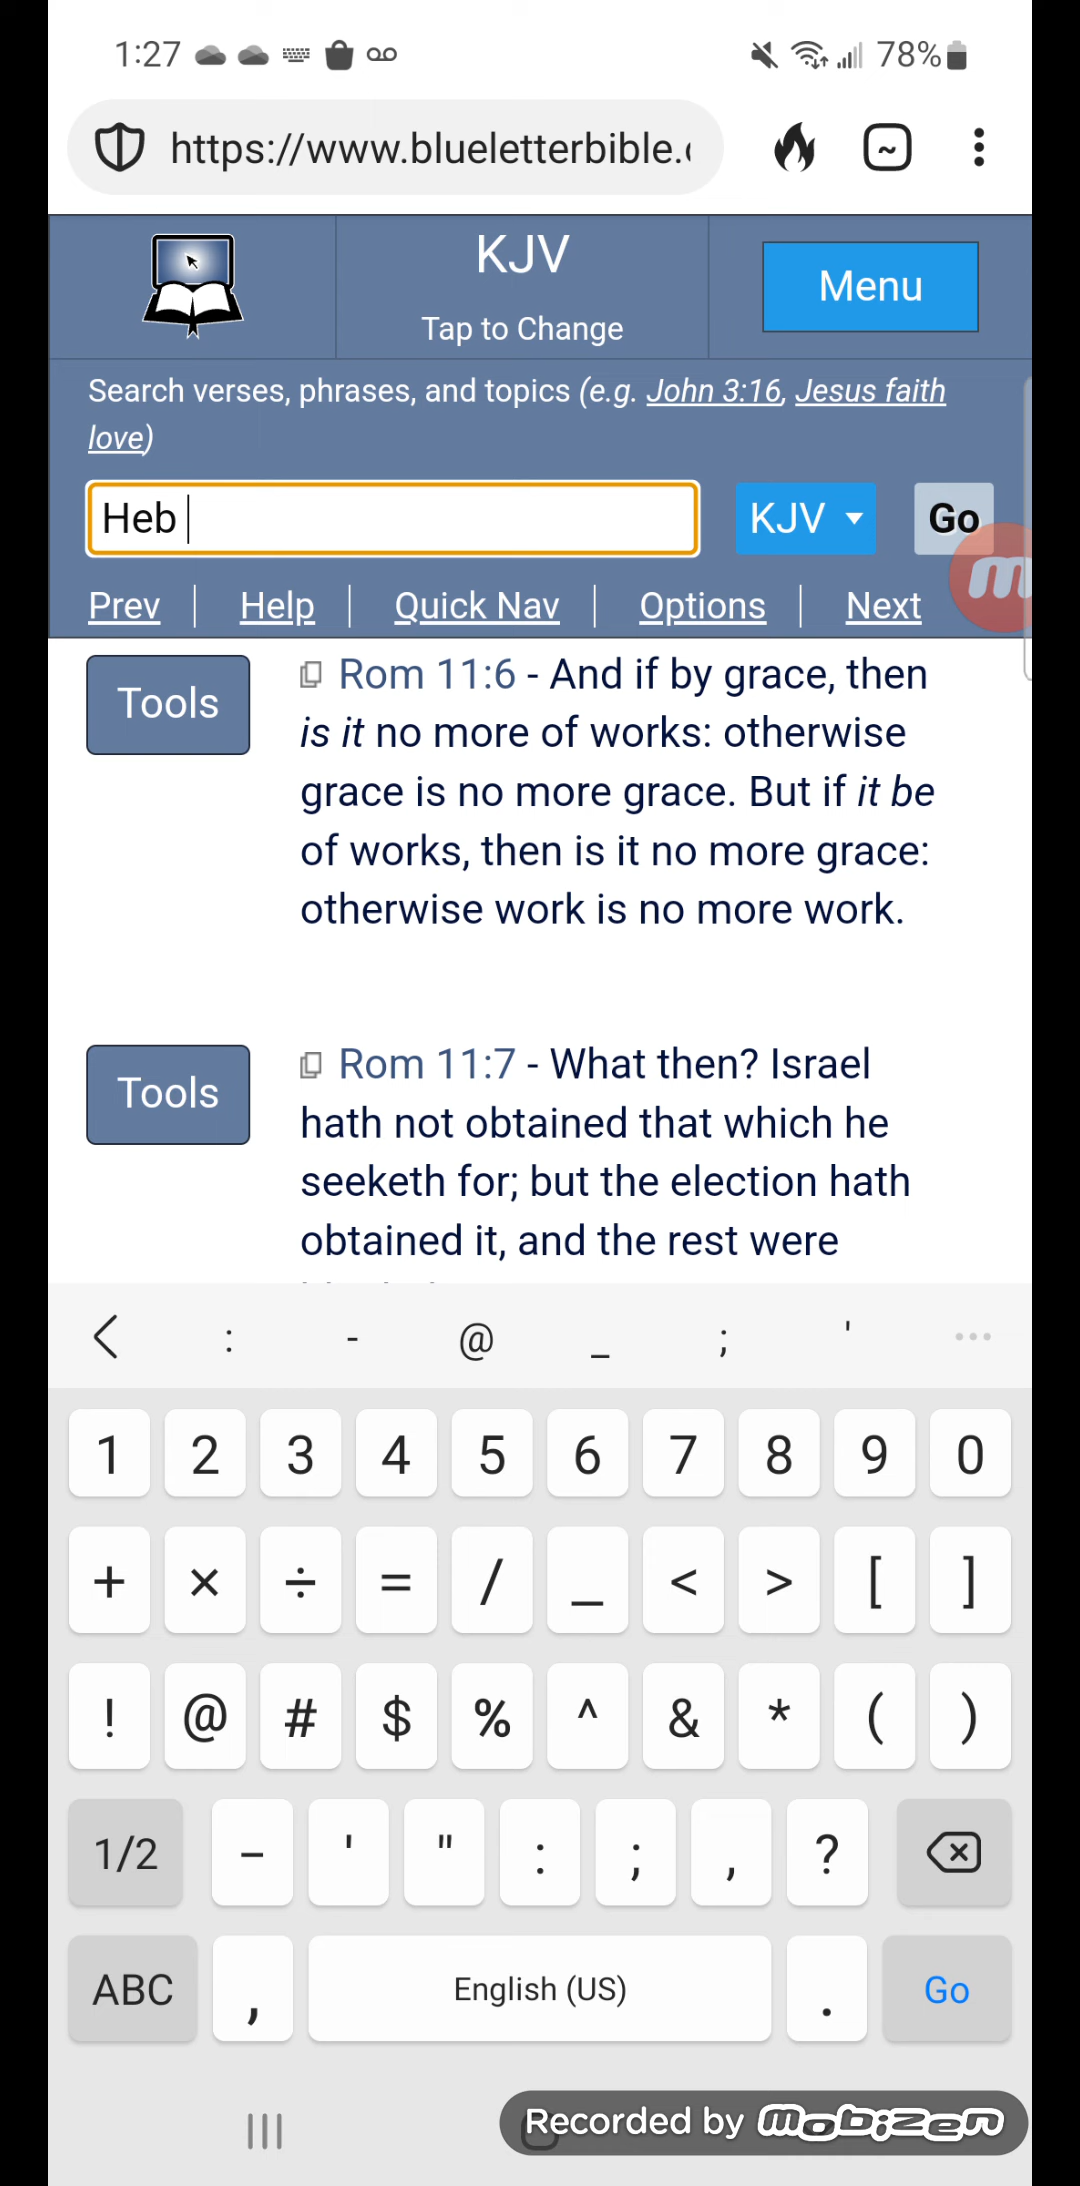 1:27 78%
https://www.blueletterbible.
KJV
Tap to Change
Menu
Search verses, phrases, and topics (e.g. John 3:16, Jesus faith
love)
Heb
KJV
Go
Prev | Help | Quick Nav | Options | Next
Tools
Rom 11:6 - And if by grace, then
is it no more of works: otherwise
grace is no more grace. But if it be
of works, then is it no more grace:
otherwise work is no more work.
Tools
Rom 11:7 - What then? Israel
hath not obtained that which he
seeketh for; but the election hath
obtained it, and the rest were
: - @ _ ; ' ...
1 2 3 4 5 6 7 8 9 0
+ × ÷ = / _ < > [ ]
! @ # $ % ^ & * ( )
1/2 - ' " : ; , ?
ABC , English (US) . Go
Recorded by mobizen